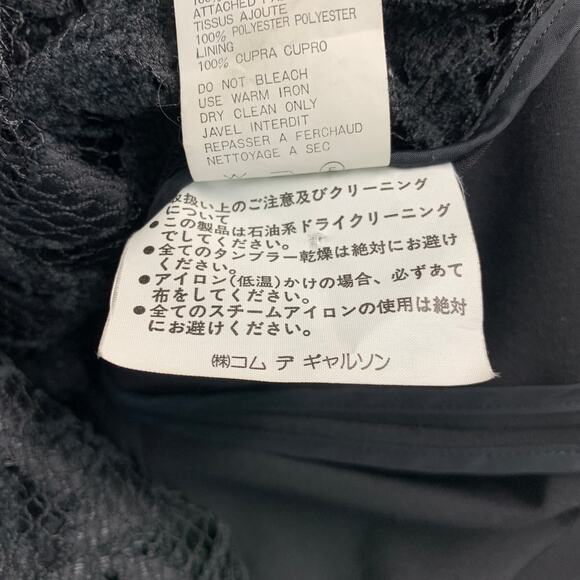 ATTACHED
TISSUS AJOUTE
100% POLYESTER POLYESTER
LINING
100% CUPRA CUPRO
DO NOT BLEACH
USE WARM IRON
DRY CLEAN ONLY
JAVEL INTERDIT
REPASSER A FERCHAUD
NETTOYAGE A SEC
取扱い上のご注意及びクリーニング
について
●この製品は石油系ドライクリーニング
でしてください。
●全てのタンブラー乾燥は絶対にお避け
ください。
●アイロン(低温)かけの場合、必ずあて
布をしてください。
●全てのスチームアイロンの使用は絶対
にお避けください。
㈱コム デ ギャルソン